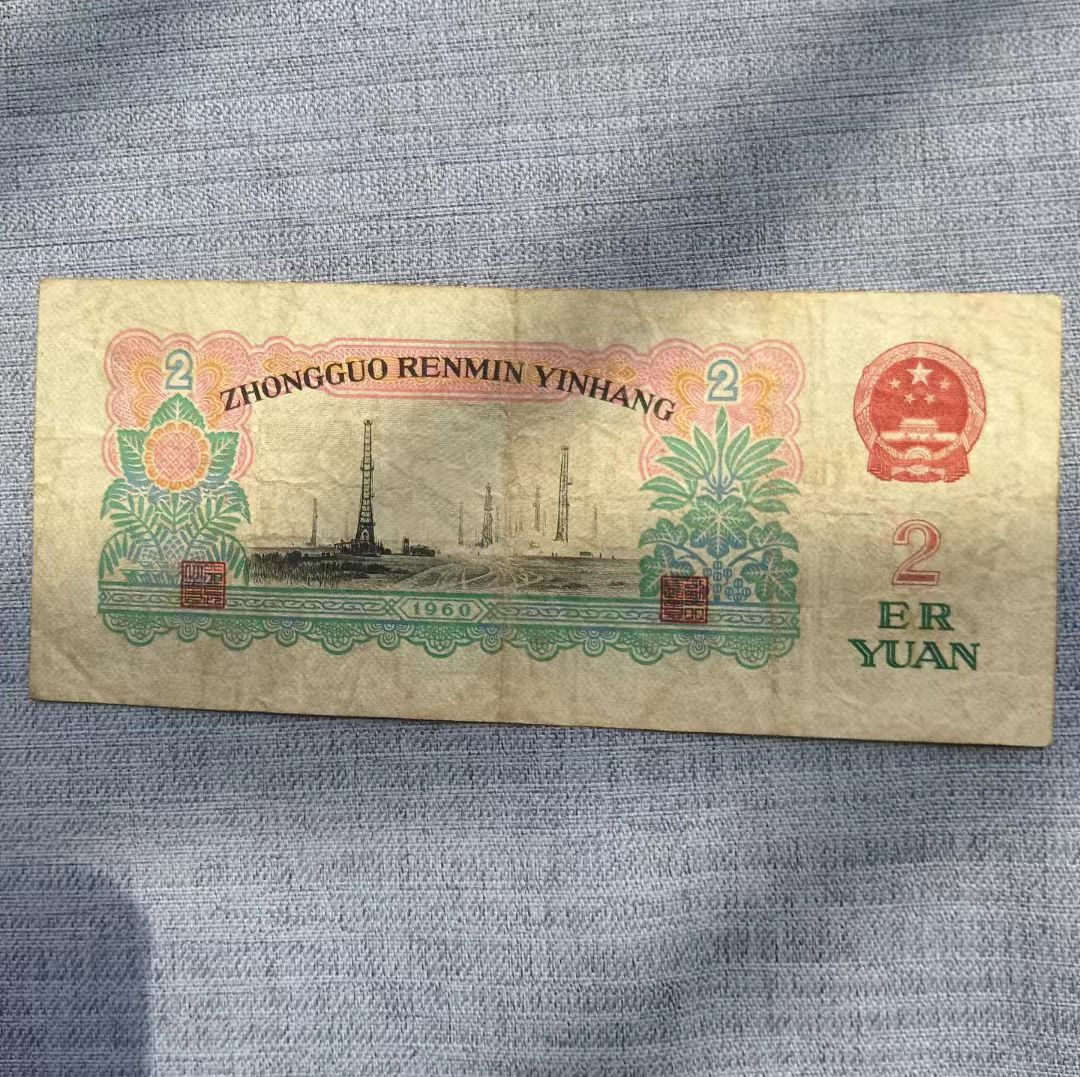 2
2
ZHONGGUO RENMIN YINHANG
1960
2
ER
YUAN